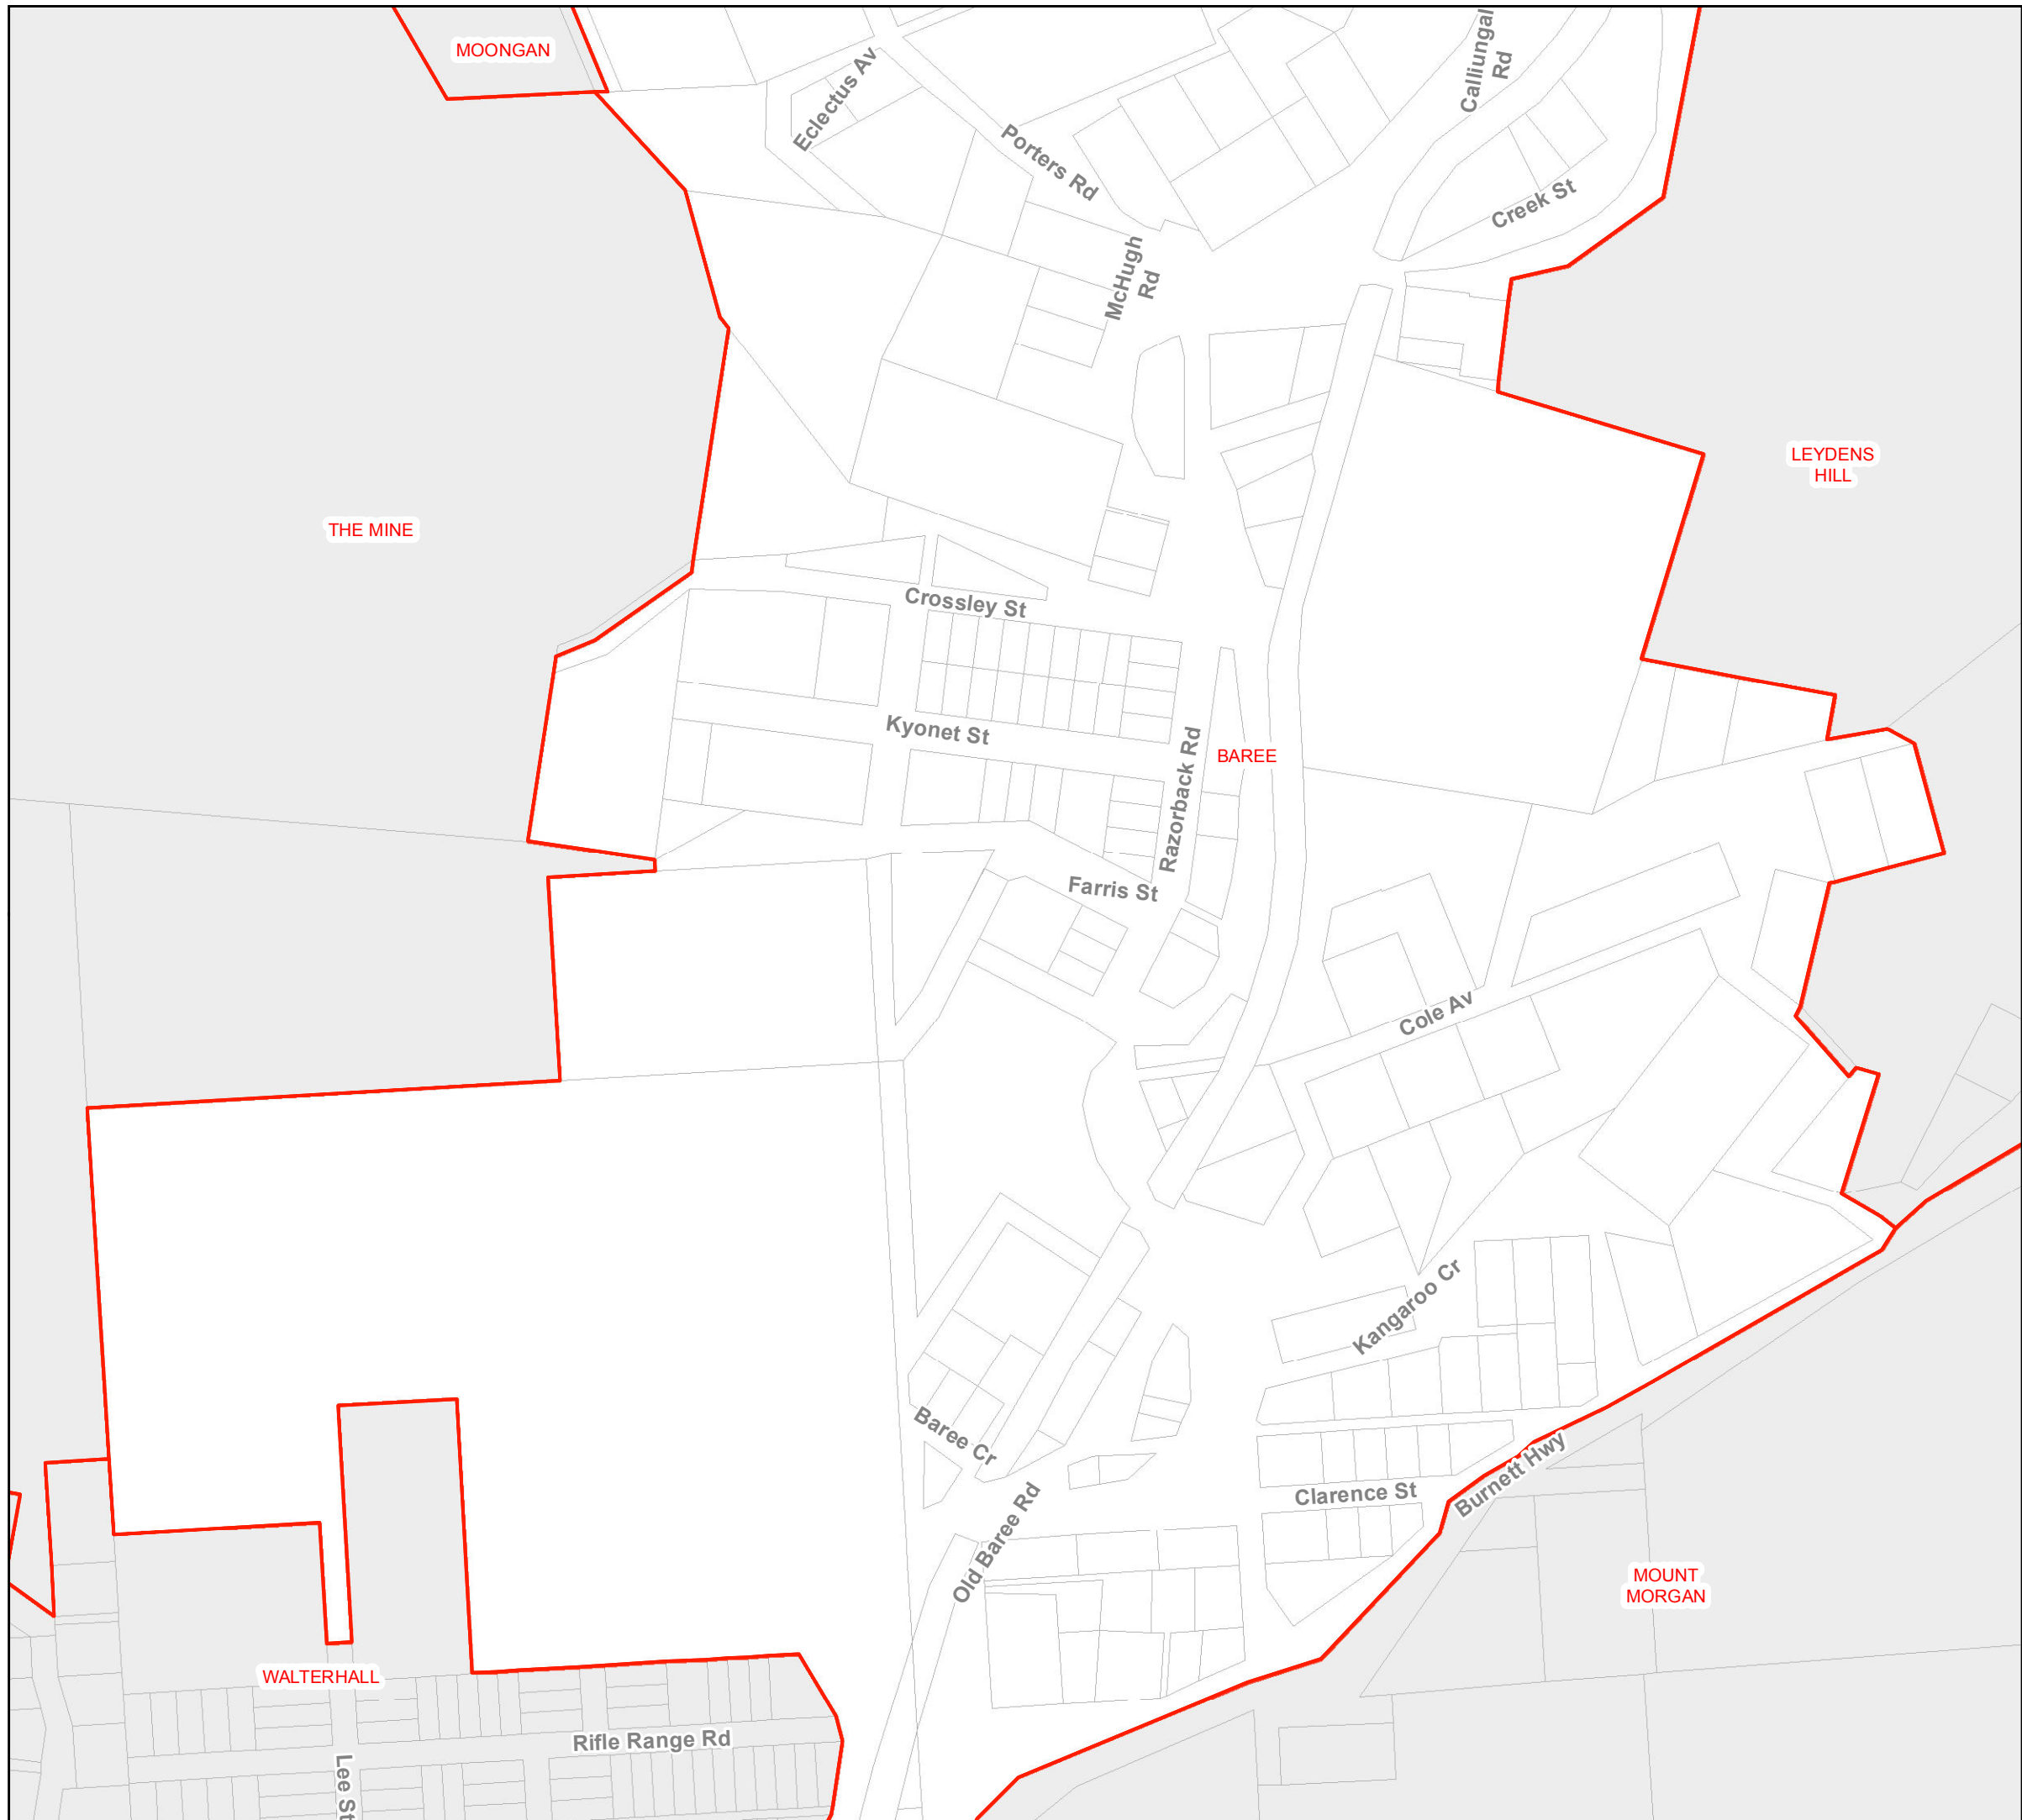 MOONGAN
Eclectus Av
Calliungal
Rd
Porters Rd
Creek St
McHugh
Rd
LEYDENS
HILL
THE MINE
Crossley St
Kyonet St
Razorback Rd
BAREE
Farris St
Cole Av
Kangaroo Cr
Baree Cr
Burnett Hwy
Clarence St
Old Baree Rd
MOUNT
MORGAN
WALTERHALL
Rifle Range Rd
Lee St